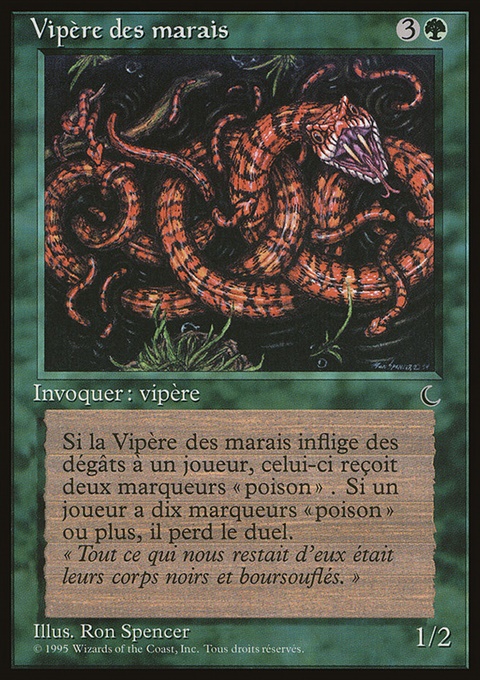 Vipère des marais
3
Invoquer : vipère
Si la Vipère des marais inflige des
dégâts à un joueur, celui-ci reçoit
deux marqueurs « poison » . Si un
joueur a dix marqueurs « poison »
ou plus, il perd le duel.
« Tout ce qui nous restait d'eux était
leurs corps noirs et boursouflés. »
Illus. Ron Spencer
1/2
© 1995 Wizards of the Coast, Inc. Tous droits réservés.